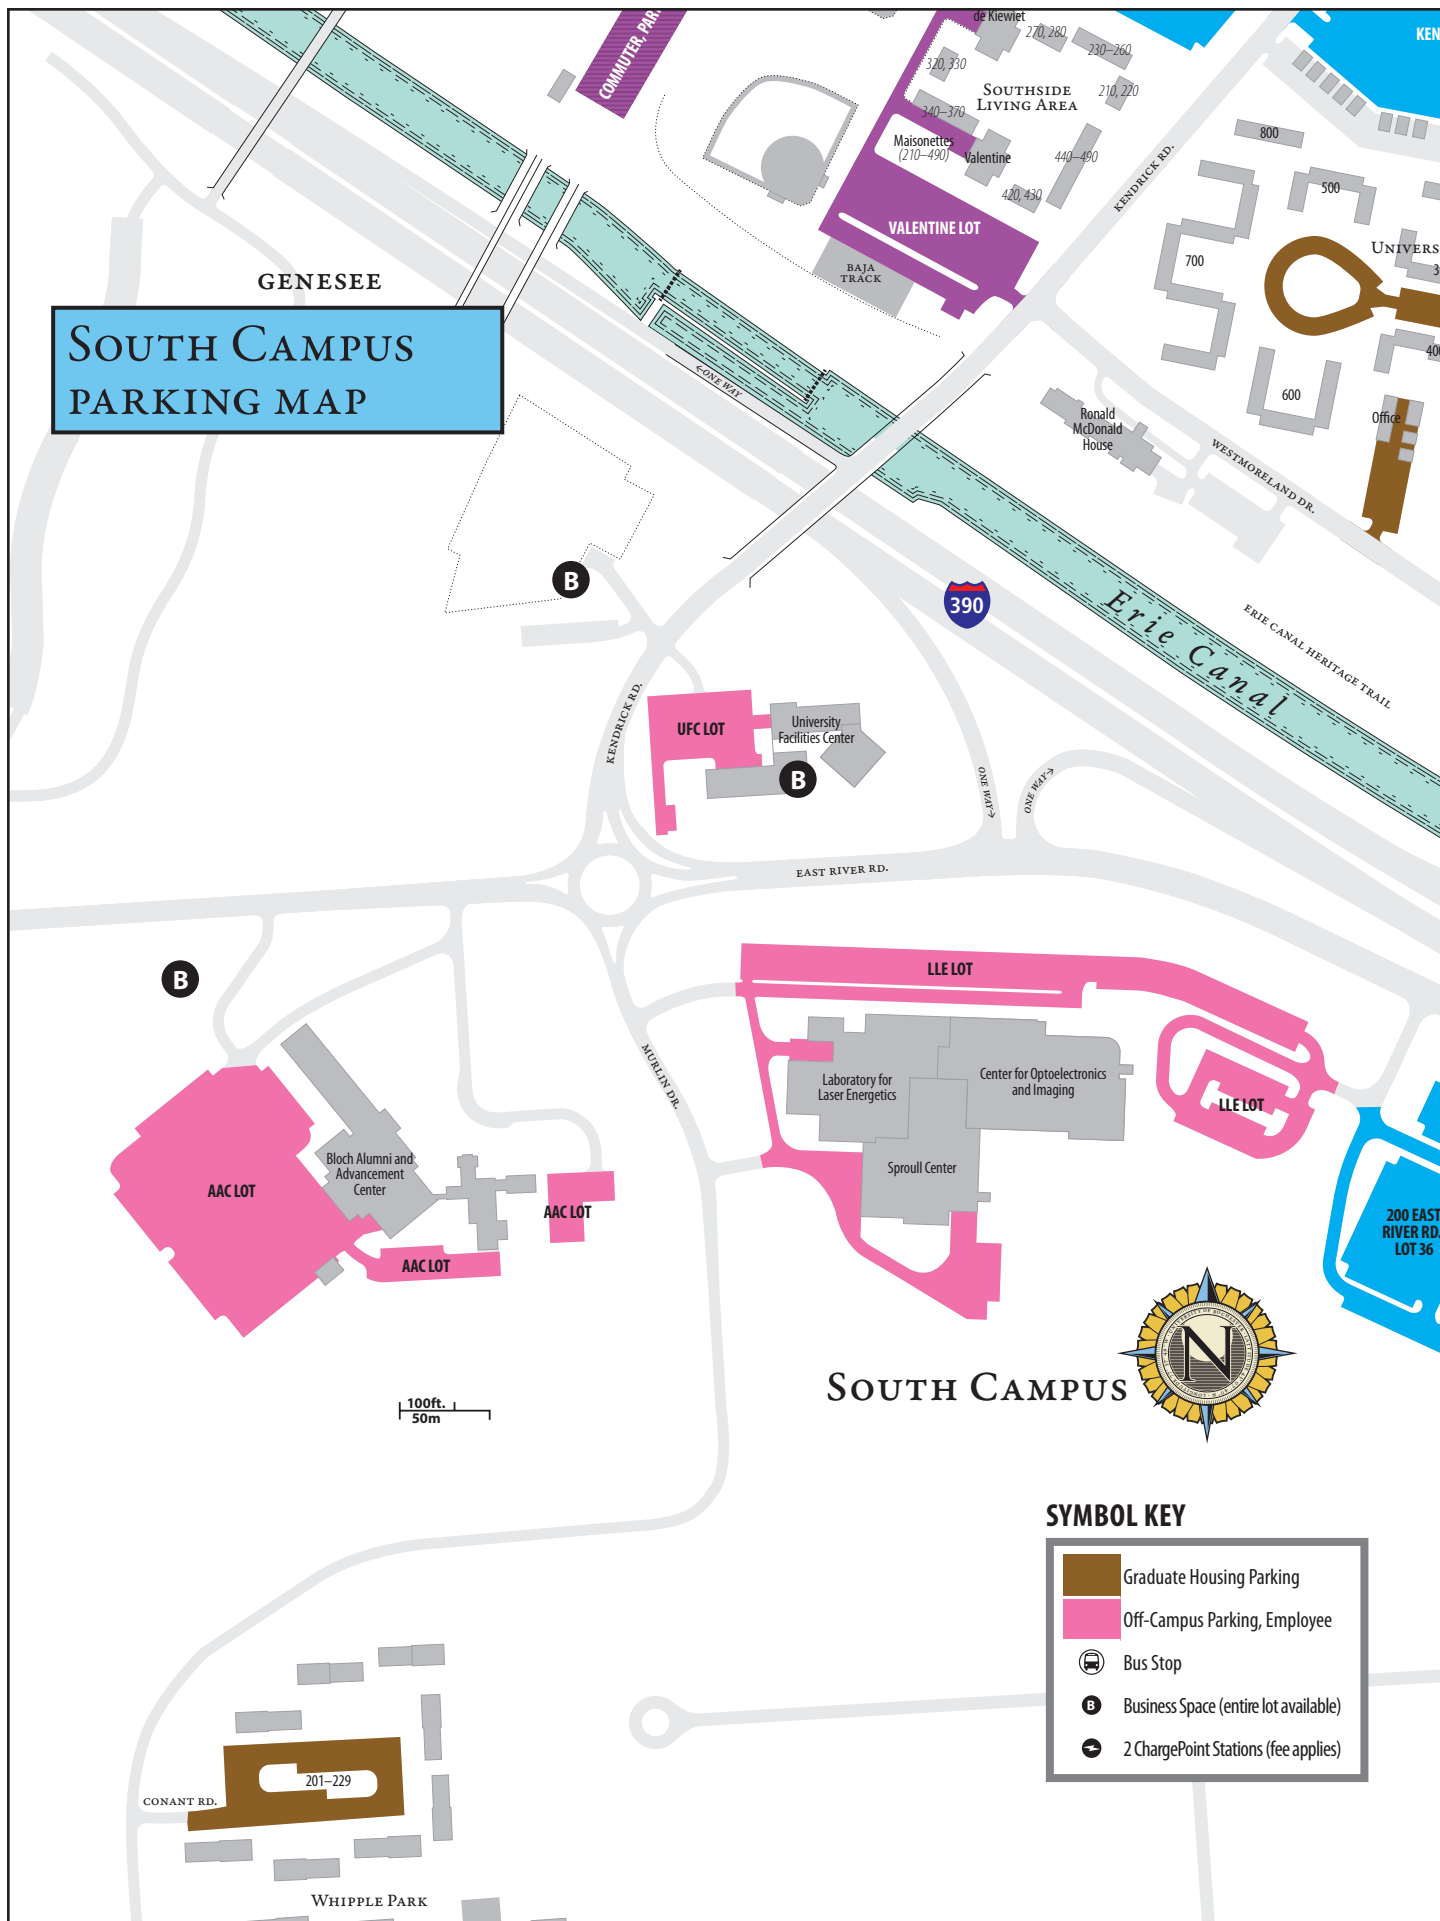 COMMUTER, PAR
de Kiewiet
270, 280
230–260
320, 330
SOUTHSIDE
LIVING AREA
210, 220
340–370
Maisonettes
(210–490)
Valentine
440–490
420, 430
VALENTINE LOT
BAJA
TRACK
KENDRICK RD.
KEN
800
500
700
UNIVERS
3
400
600
Office
Ronald
McDonald
House
WESTMORELAND DR.
GENESEE
SOUTH CAMPUS
PARKING MAP
←ONE WAY
B
390
Erie Canal
ERIE CANAL HERITAGE TRAIL
KENDRICK RD.
UFC LOT
University
Facilities Center
B
ONE WAY→
ONE WAY→
EAST RIVER RD.
B
LLE LOT
MURLIN DR.
Laboratory for
Laser Energetics
Center for Optoelectronics
and Imaging
LLE LOT
Sproull Center
Bloch Alumni and
Advancement
Center
AAC LOT
AAC LOT
AAC LOT
200 EAST
RIVER RD.
LOT 36
SOUTH CAMPUS
N
100ft.
50m
SYMBOL KEY
Graduate Housing Parking
Off-Campus Parking, Employee
Bus Stop
B Business Space (entire lot available)
2 ChargePoint Stations (fee applies)
201–229
CONANT RD.
WHIPPLE PARK